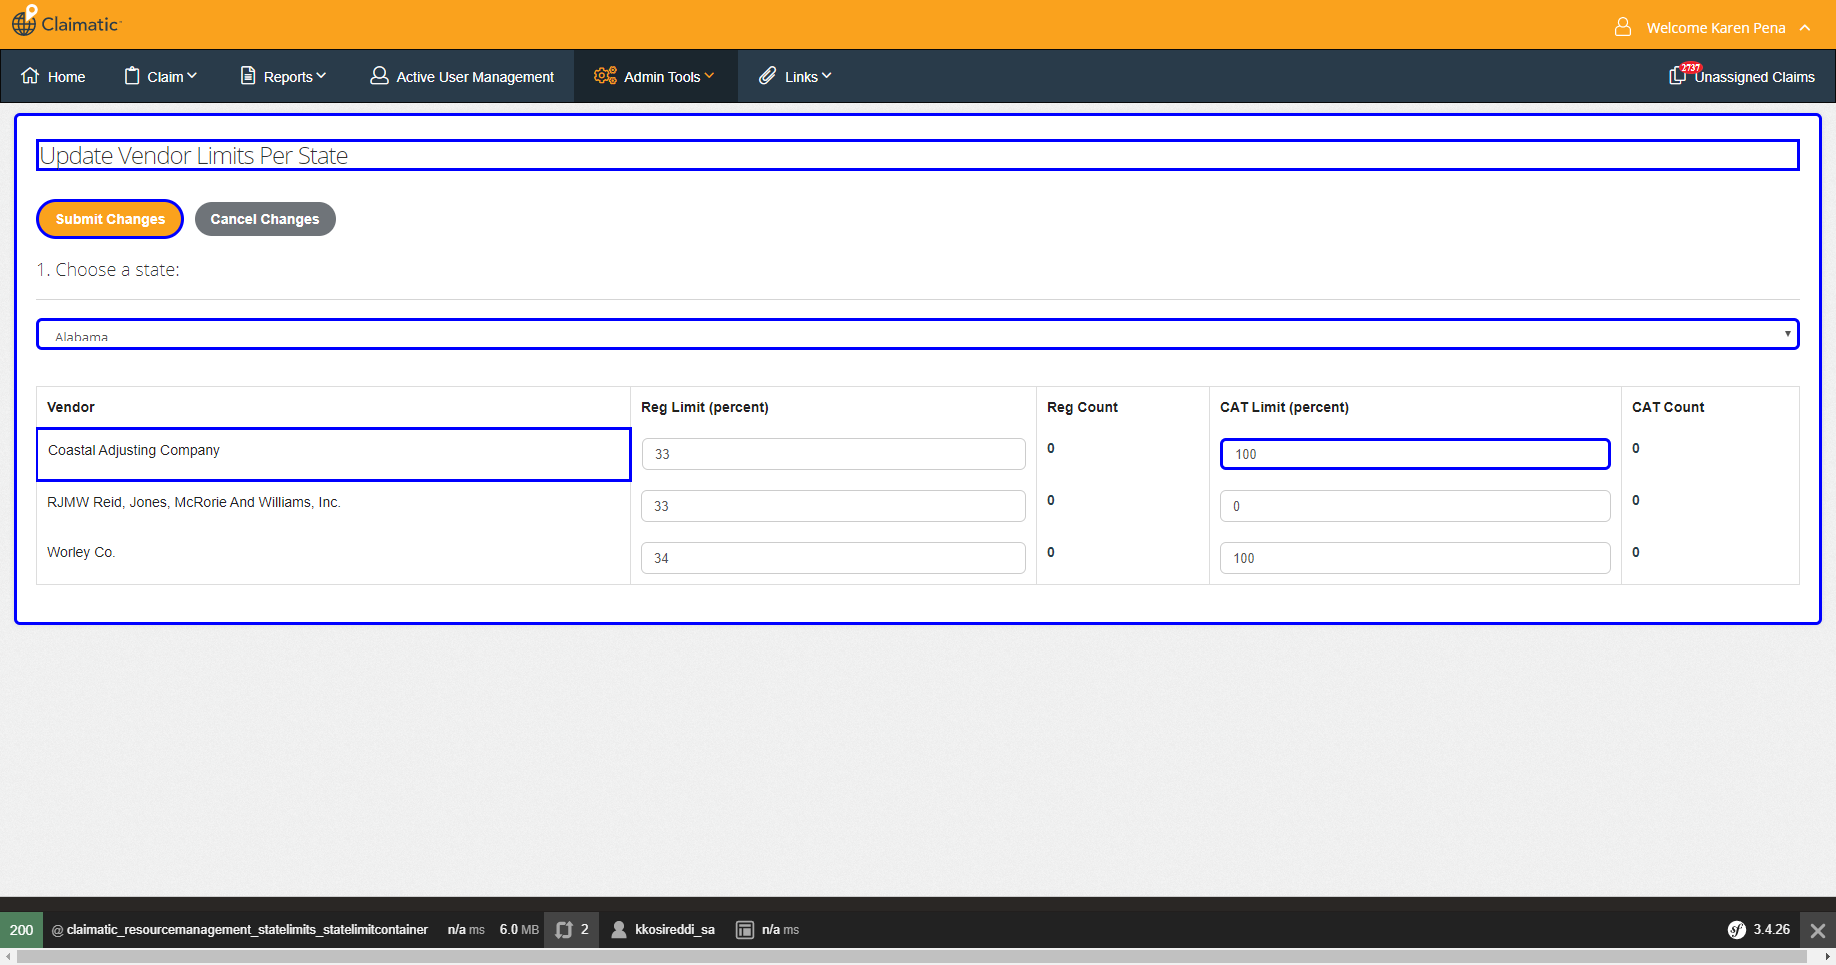 Claimatic
Welcome Karen Pena
Home Claim Reports Active User Management Admin Tools Links 2737 Unassigned Claims
Update Vendor Limits Per State
Submit Changes Cancel Changes
1. Choose a state:
Alabama
Vendor Reg Limit (percent) Reg Count CAT Limit (percent) CAT Count
Coastal Adjusting Company 33 0 100 0
RJMW Reid, Jones, McRorie And Williams, Inc. 33 0 0 0
Worley Co. 34 0 100 0
200 @ claimatic_resourcemanagement_statelimits_statelimitcontainer n/a ms 6.0 MB 2 kkosireddi_sa n/a ms sf 3.4.26